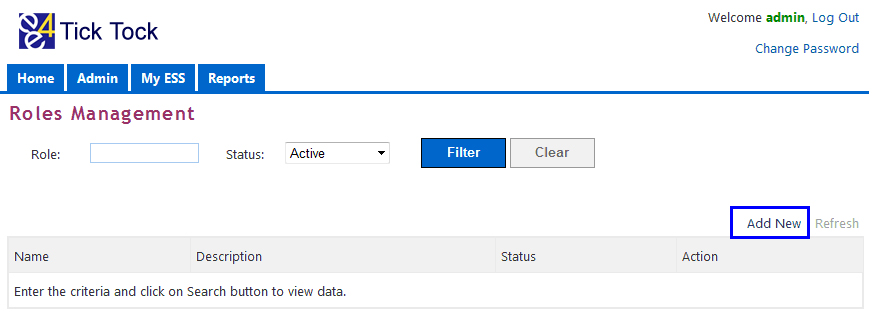 Welcome admin, Log Out
e4e Tick Tock
Change Password
Home Admin My ESS Reports
Roles Management
Role: Status: Active Filter Clear
Add New Refresh
Name Description Status Action
Enter the criteria and click on Search button to view data.